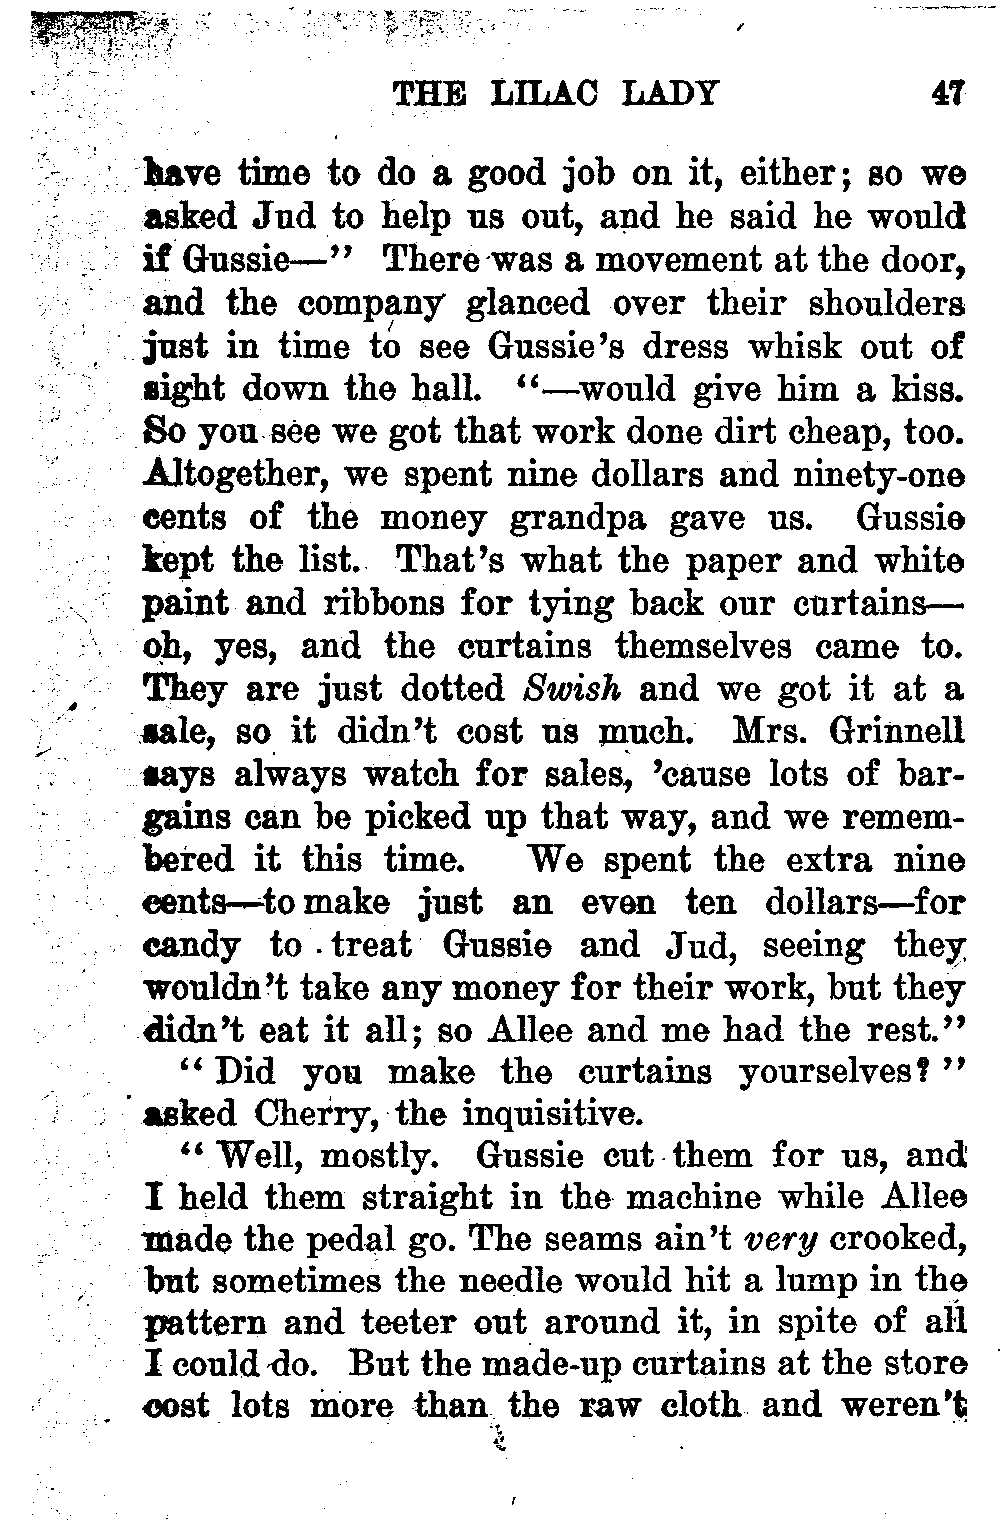 THE LILAC LADY 47
have time to do a good job on it, either; so we
asked Jud to help us out, and he said he would
if Gussie—” There was a movement at the door,
and the company glanced over their shoulders
just in time to see Gussie’s dress whisk out of
sight down the hall. “—would give him a kiss.
So you see we got that work done dirt cheap, too.
Altogether, we spent nine dollars and ninety-one
cents of the money grandpa gave us. Gussie
kept the list. That’s what the paper and white
paint and ribbons for tying back our curtains—
oh, yes, and the curtains themselves came to.
They are just dotted Swish and we got it at a
sale, so it didn’t cost us much. Mrs. Grinnell
says always watch for sales, ’cause lots of bar-
gains can be picked up that way, and we remem-
bered it this time. We spent the extra nine
cents—to make just an even ten dollars—for
candy to treat Gussie and Jud, seeing they
wouldn’t take any money for their work, but they
didn’t eat it all; so Allee and me had the rest.”
“Did you make the curtains yourselves?”
asked Cherry, the inquisitive.
“Well, mostly. Gussie cut them for us, and
I held them straight in the machine while Allee
made the pedal go. The seams ain’t very crooked,
but sometimes the needle would hit a lump in the
pattern and teeter out around it, in spite of all
I could do. But the made-up curtains at the store
cost lots more than the raw cloth and weren’t